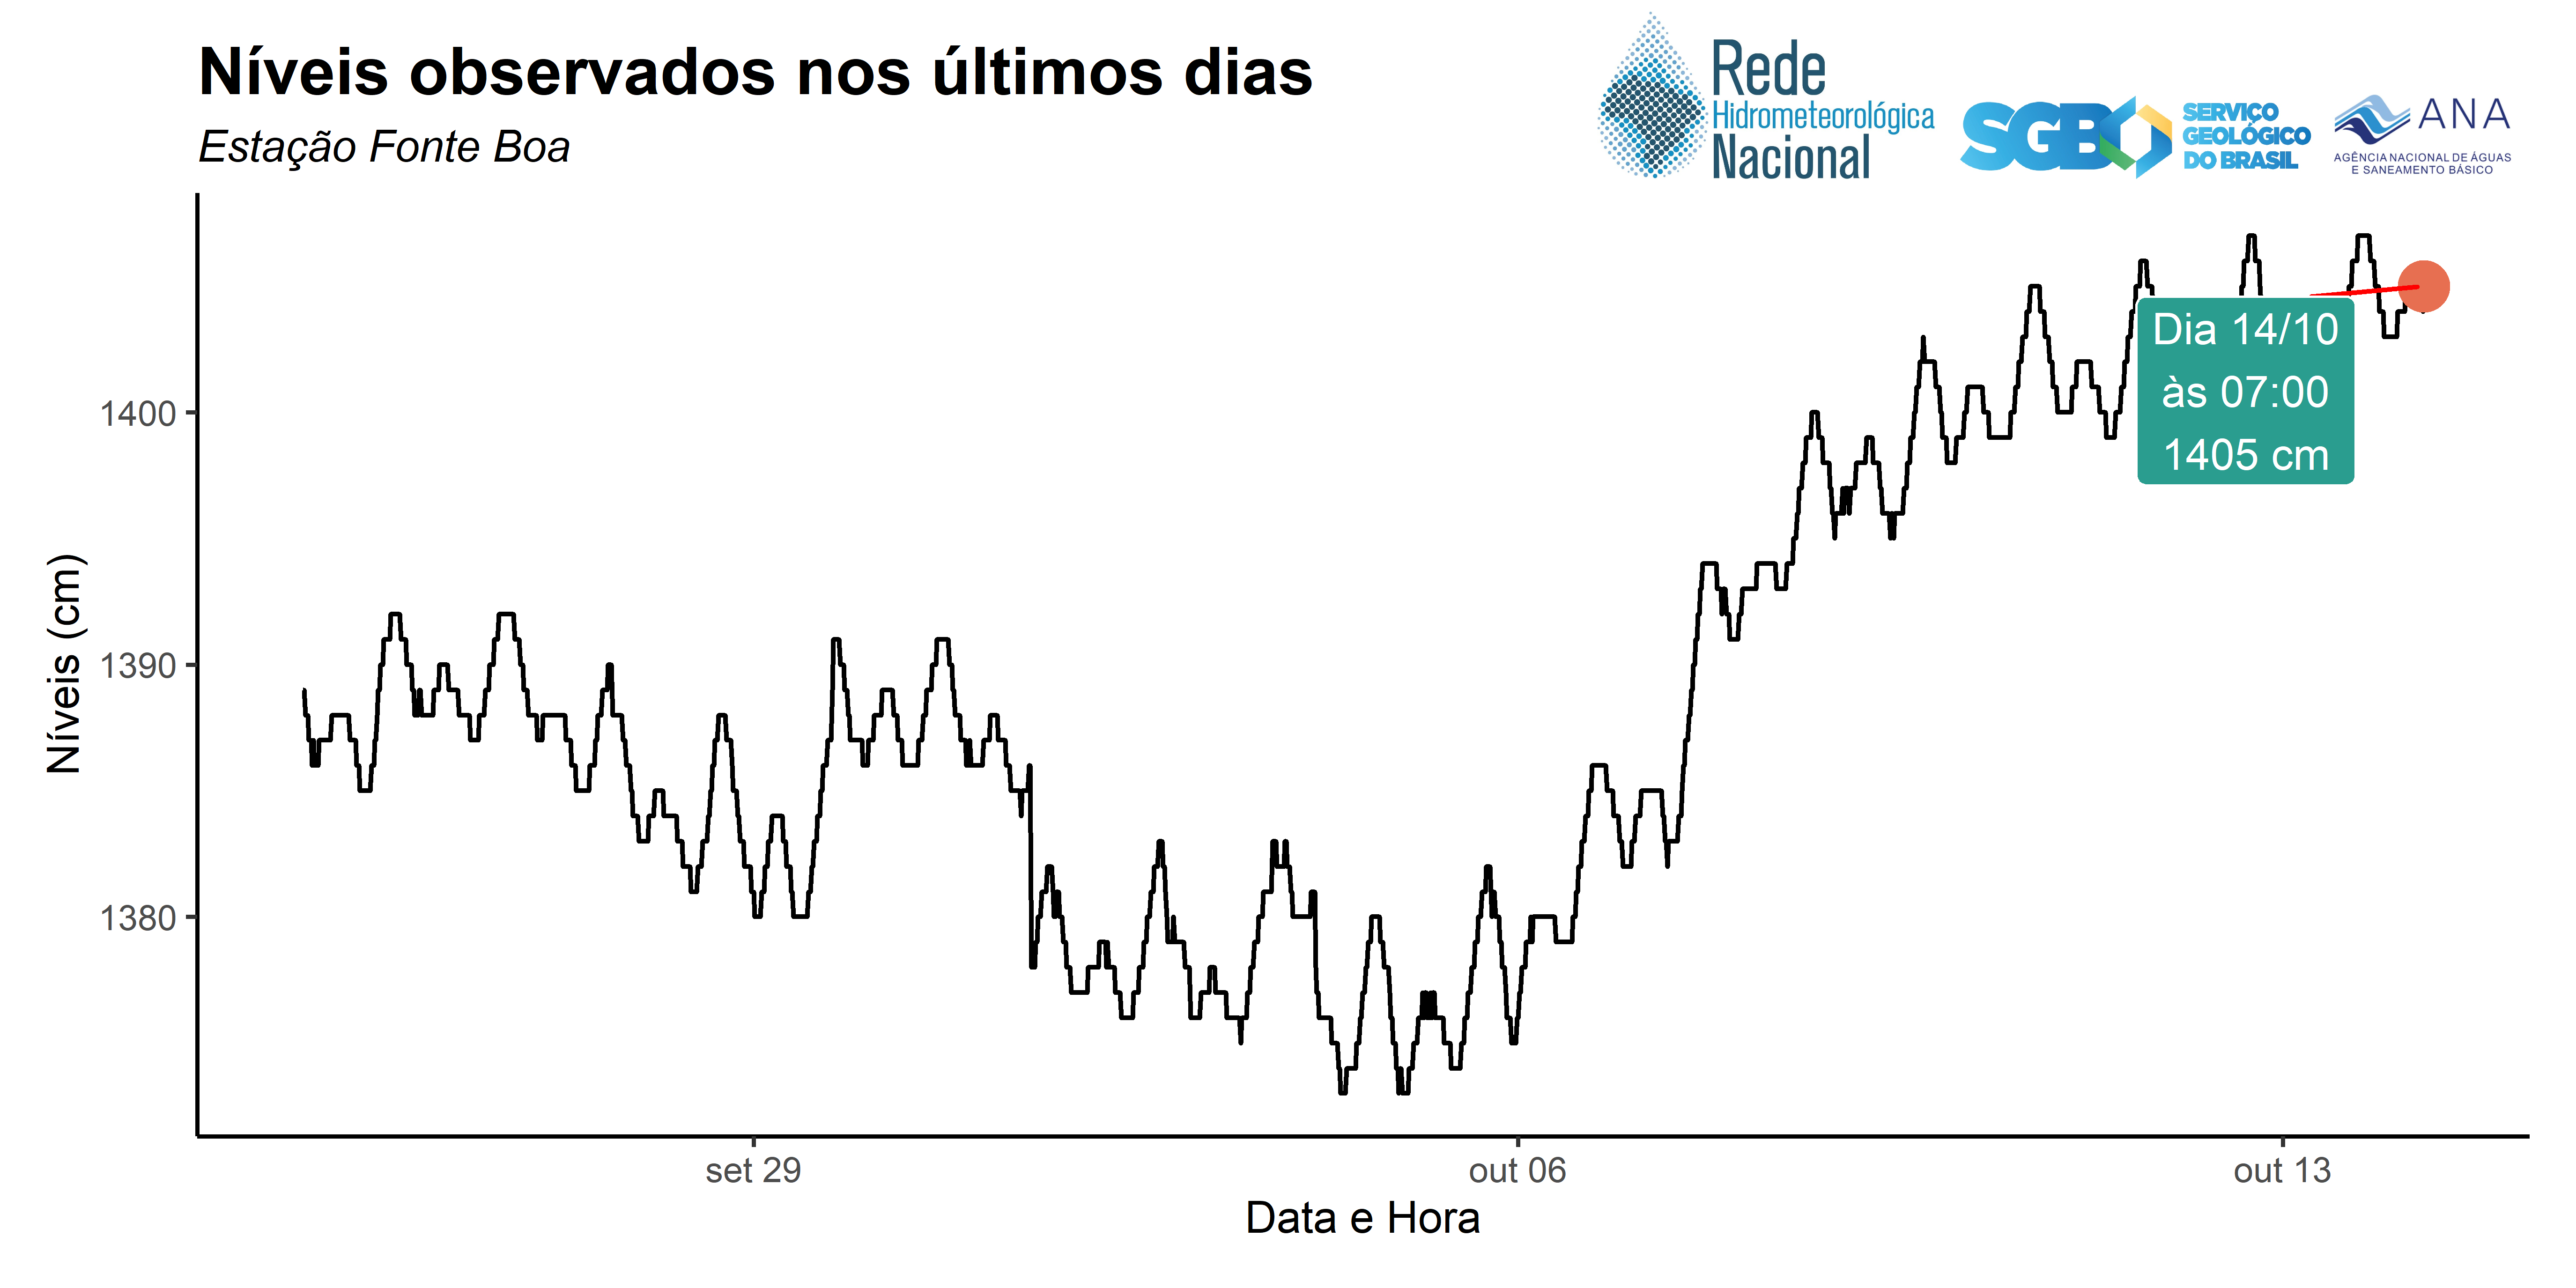 Níveis observados nos últimos dias
Estação Fonte Boa
Rede
Hidrometeorológica
Nacional
SGB
SERVIÇO
GEOLÓGICO
DO BRASIL
ANA
AGÊNCIA NACIONAL DE ÁGUAS
E SANEAMENTO BÁSICO
Níveis (cm)
1400
1390
1380
Dia 14/10
às 07:00
1405 cm
set 29
out 06
out 13
Data e Hora